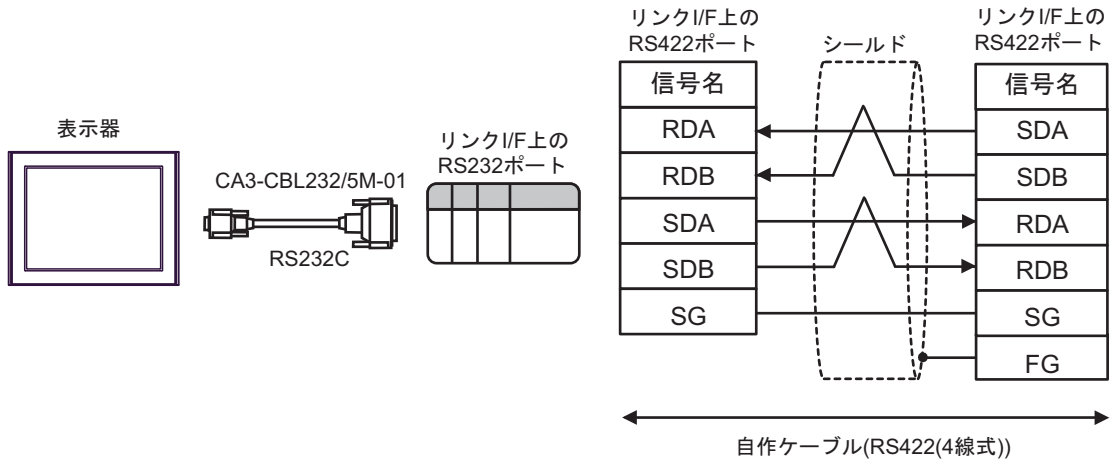 表示器
CA3-CBL232/5M-01
RS232C
リンクI/F上の
RS232ポート
リンクI/F上の
RS422ポート
シールド
リンクI/F上の
RS422ポート
信号名
信号名
RDA
SDA
RDB
SDB
SDA
RDA
SDB
RDB
SG
SG
FG
自作ケーブル(RS422(4線式))